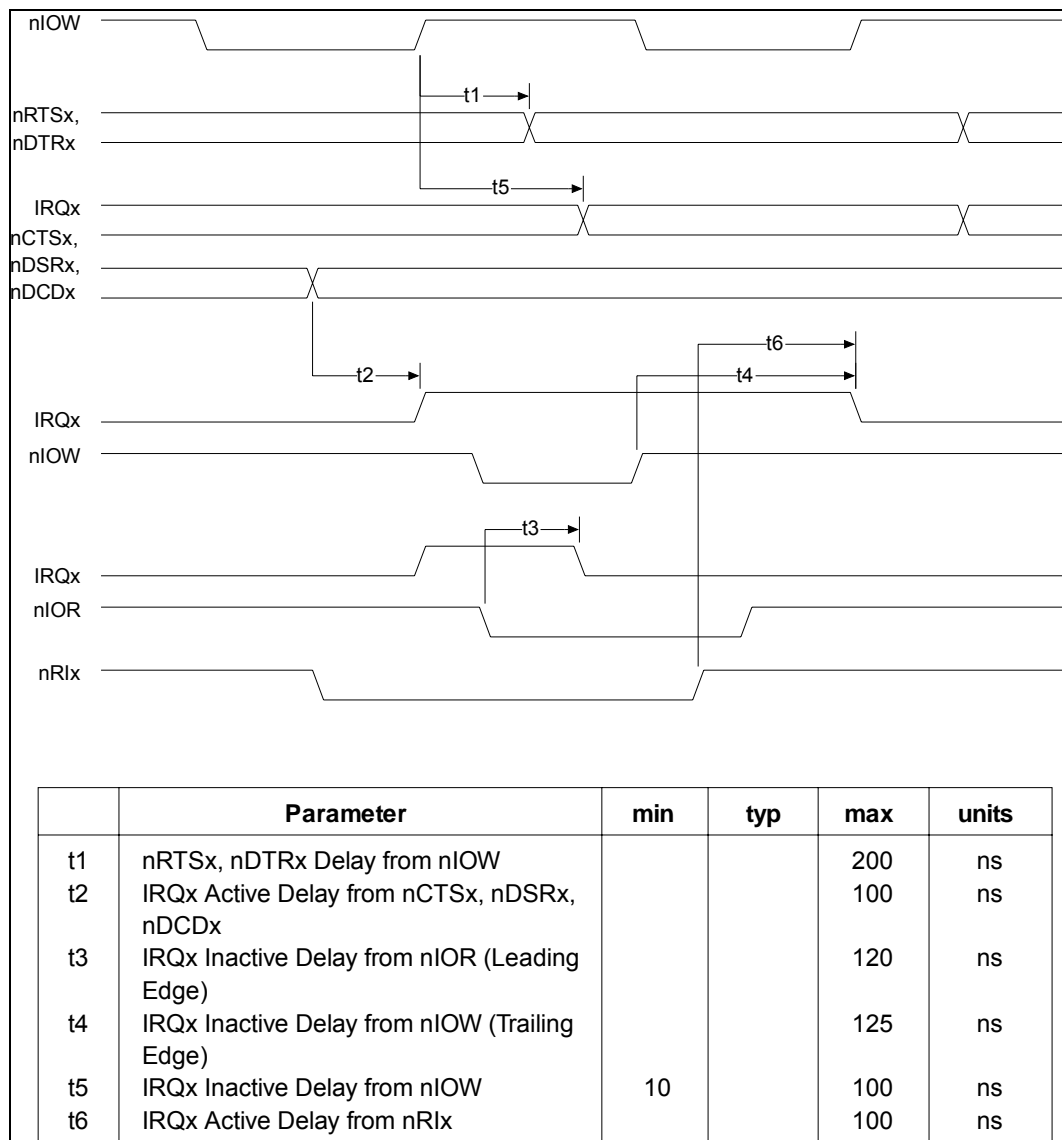 nIOW
t1
nRTSx,
nDTRx
t5
IRQx
nCTSx,
nDSRx,
nDCDx
t6
t2
t4
IRQx
nIOW
t3
IRQx
nIOR
nRIx
Parameter min typ max units
t1 nRTSx, nDTRx Delay from nIOW 200 ns
t2 IRQx Active Delay from nCTSx, nDSRx, 100 ns
nDCDx
t3 IRQx Inactive Delay from nIOR (Leading 120 ns
Edge)
t4 IRQx Inactive Delay from nIOW (Trailing 125 ns
Edge)
t5 IRQx Inactive Delay from nIOW 10 100 ns
t6 IRQx Active Delay from nRIx 100 ns